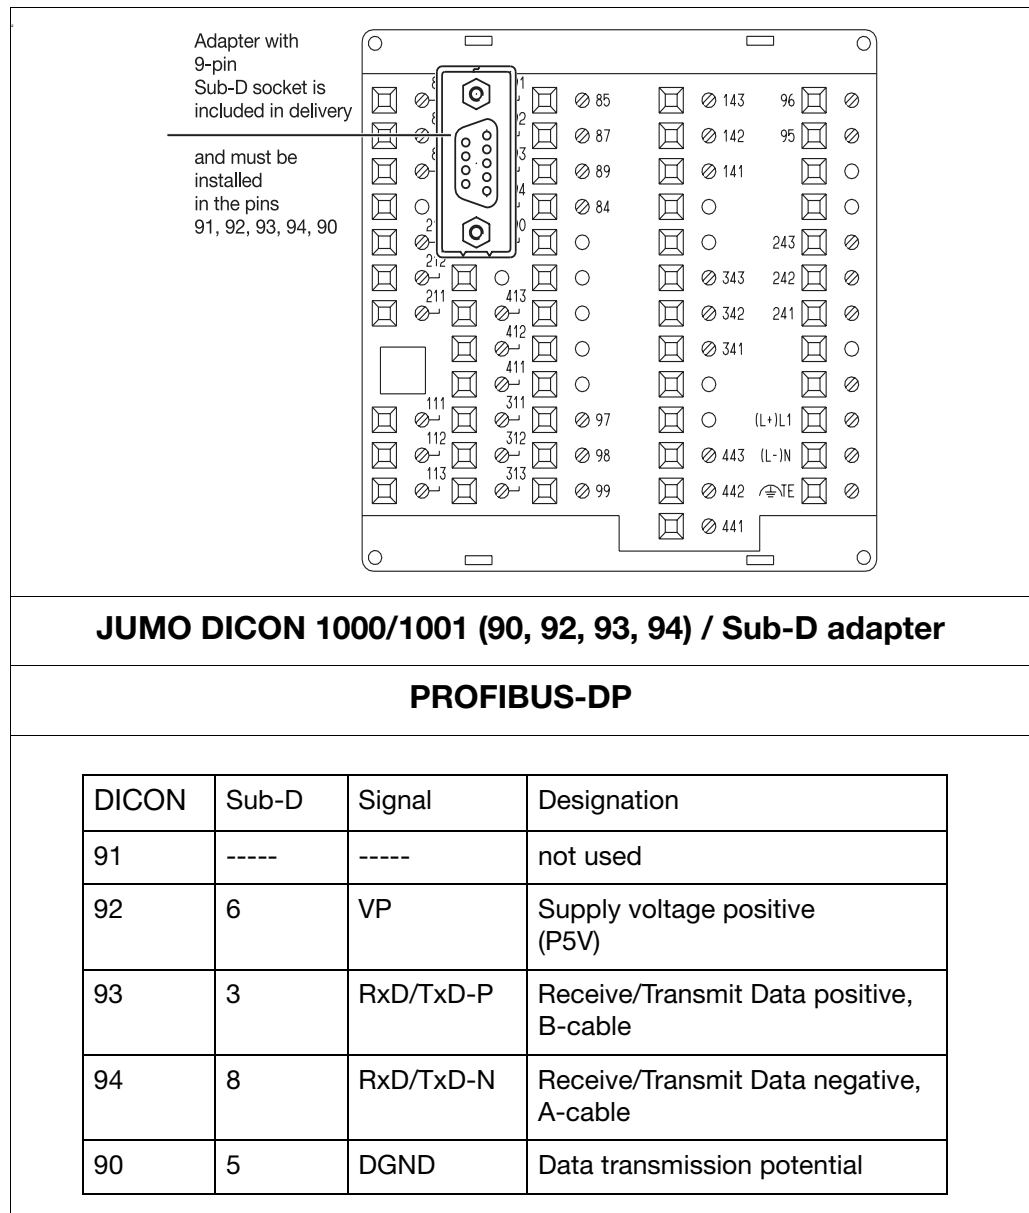 Adapter with
9-pin
Sub-D socket is
included in delivery
and must be
installed
in the pins
91, 92, 93, 94, 90
85 143 96
87 142 95
89 141
84
243
212 343 242
211 413 342 241
412 341
411
111 311 97 (L+)L1
112 312 98 443 (L-)N
113 313 99 442 TE
441
JUMO DICON 1000/1001 (90, 92, 93, 94) / Sub-D adapter
PROFIBUS-DP
DICON Sub-D Signal Designation
91 ----- ----- not used
92 6 VP Supply voltage positive
(P5V)
93 3 RxD/TxD-P Receive/Transmit Data positive,
B-cable
94 8 RxD/TxD-N Receive/Transmit Data negative,
A-cable
90 5 DGND Data transmission potential